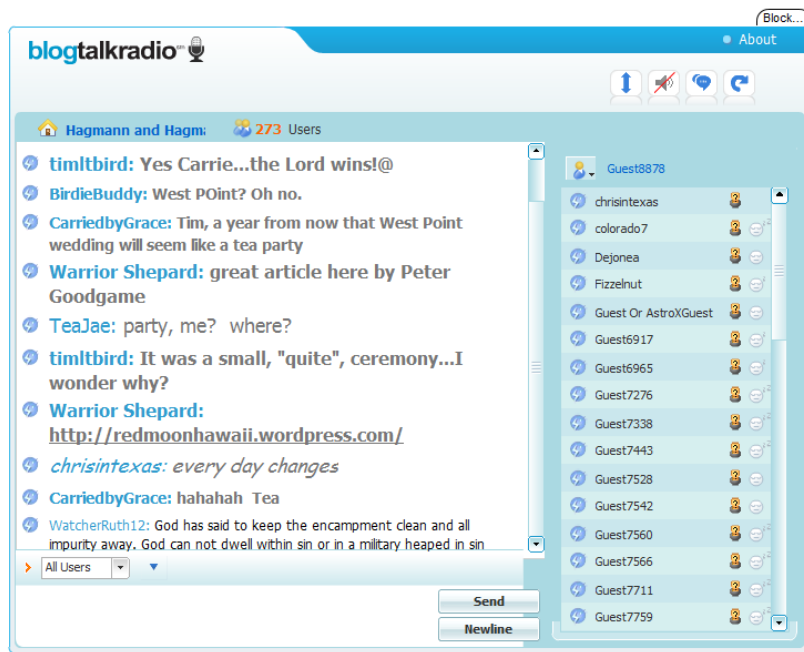 Block...
blogtalkradio
About
Hagmann and Hagm
273 Users
timltbird: Yes Carrie...the Lord wins!@
BirdieBuddy: West POint? Oh no.
CarriedbyGrace: Tim, a year from now that West Point
wedding will seem like a tea party
Warrior Shepard: great article here by Peter
Goodgame
TeaJae: party, me? where?
timltbird: It was a small, "quite", ceremony...I
wonder why?
Warrior Shepard:
http://redmoonhawaii.wordpress.com/
chrisintexas: every day changes
CarriedbyGrace: hahahah Tea
WatcherRuth12: God has said to keep the encampment clean and all
impurity away. God can not dwell within sin or in a military heaped in sin
All Users
Send
Newline
Guest8878
chrisintexas
colorado7
Dejonea
Fizzelnut
Guest Or AstroXGuest
Guest6917
Guest6965
Guest7276
Guest7338
Guest7443
Guest7528
Guest7542
Guest7560
Guest7566
Guest7711
Guest7759